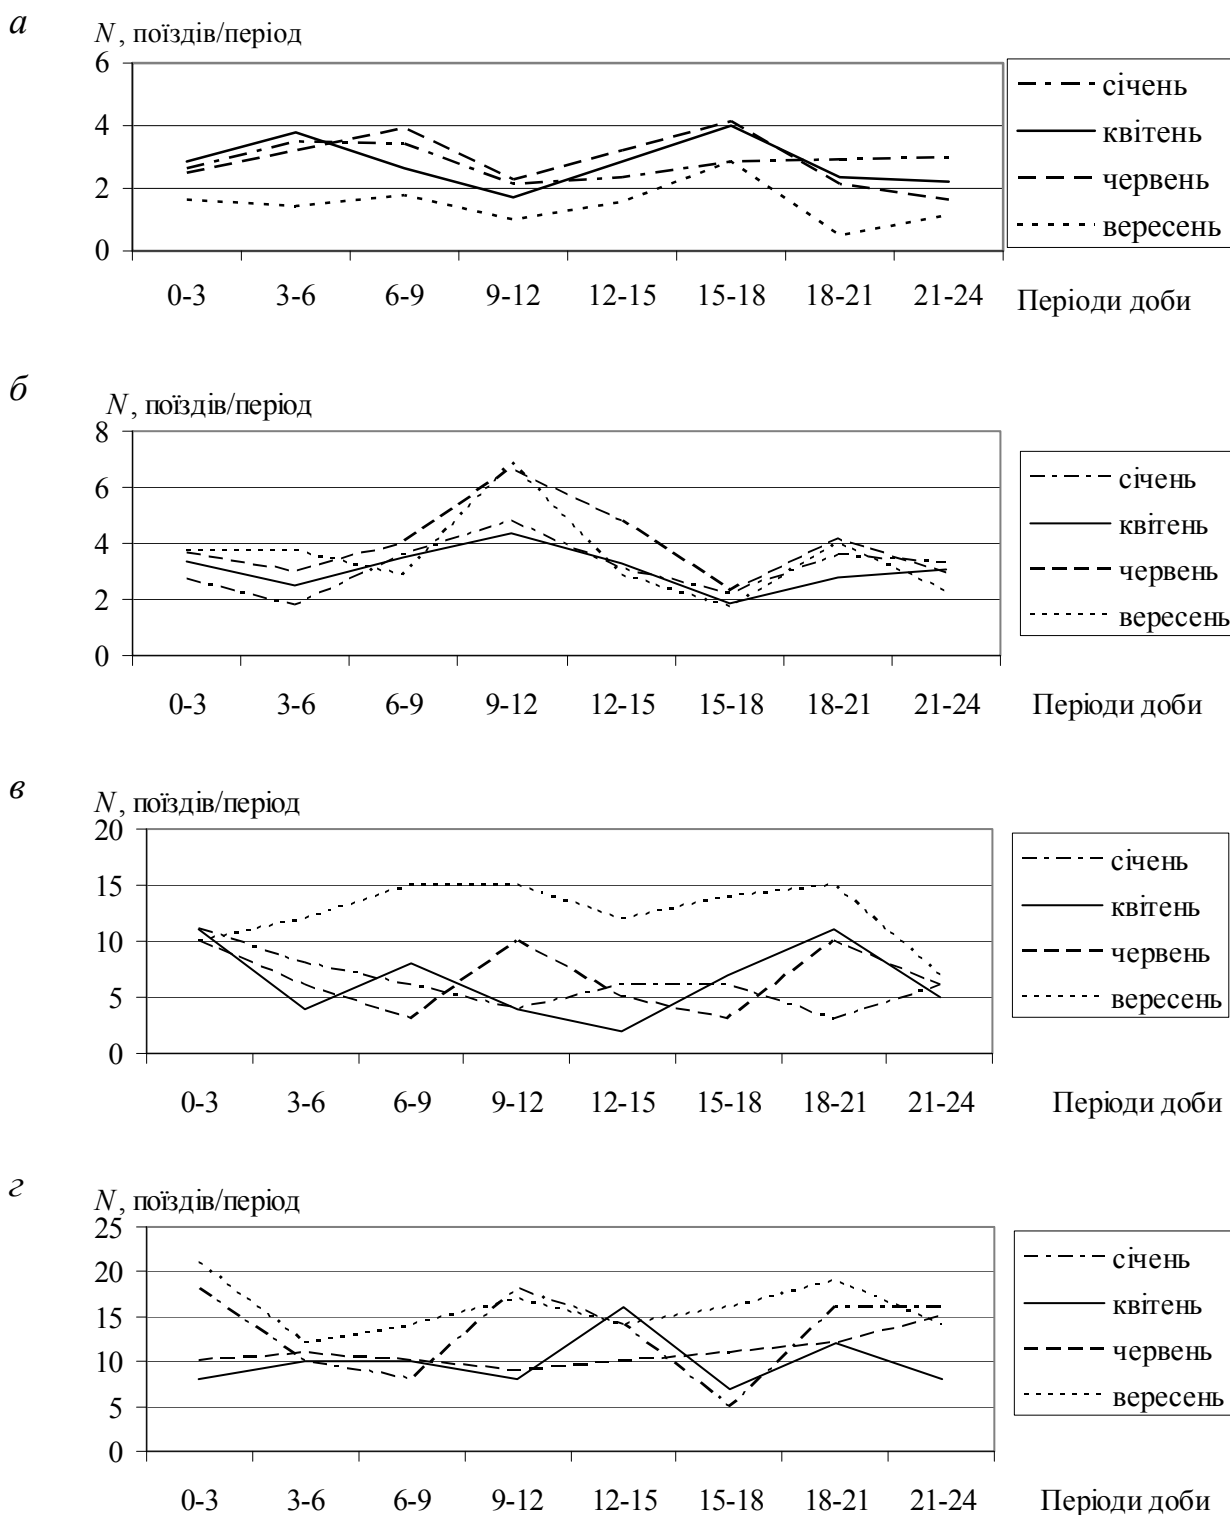 а
N, поїздів/період
6
4
2
0
0-3 3-6 6-9 9-12 12-15 15-18 18-21 21-24
Періоди доби
січень
квітень
червень
вересень
б
N, поїздів/період
8
6
4
2
0
0-3 3-6 6-9 9-12 12-15 15-18 18-21 21-24
Періоди доби
січень
квітень
червень
вересень
в
N, поїздів/період
20
15
10
5
0
0-3 3-6 6-9 9-12 12-15 15-18 18-21 21-24
Періоди доби
січень
квітень
червень
вересень
г
N, поїздів/період
25
20
15
10
5
0
0-3 3-6 6-9 9-12 12-15 15-18 18-21 21-24
Періоди доби
січень
квітень
червень
вересень